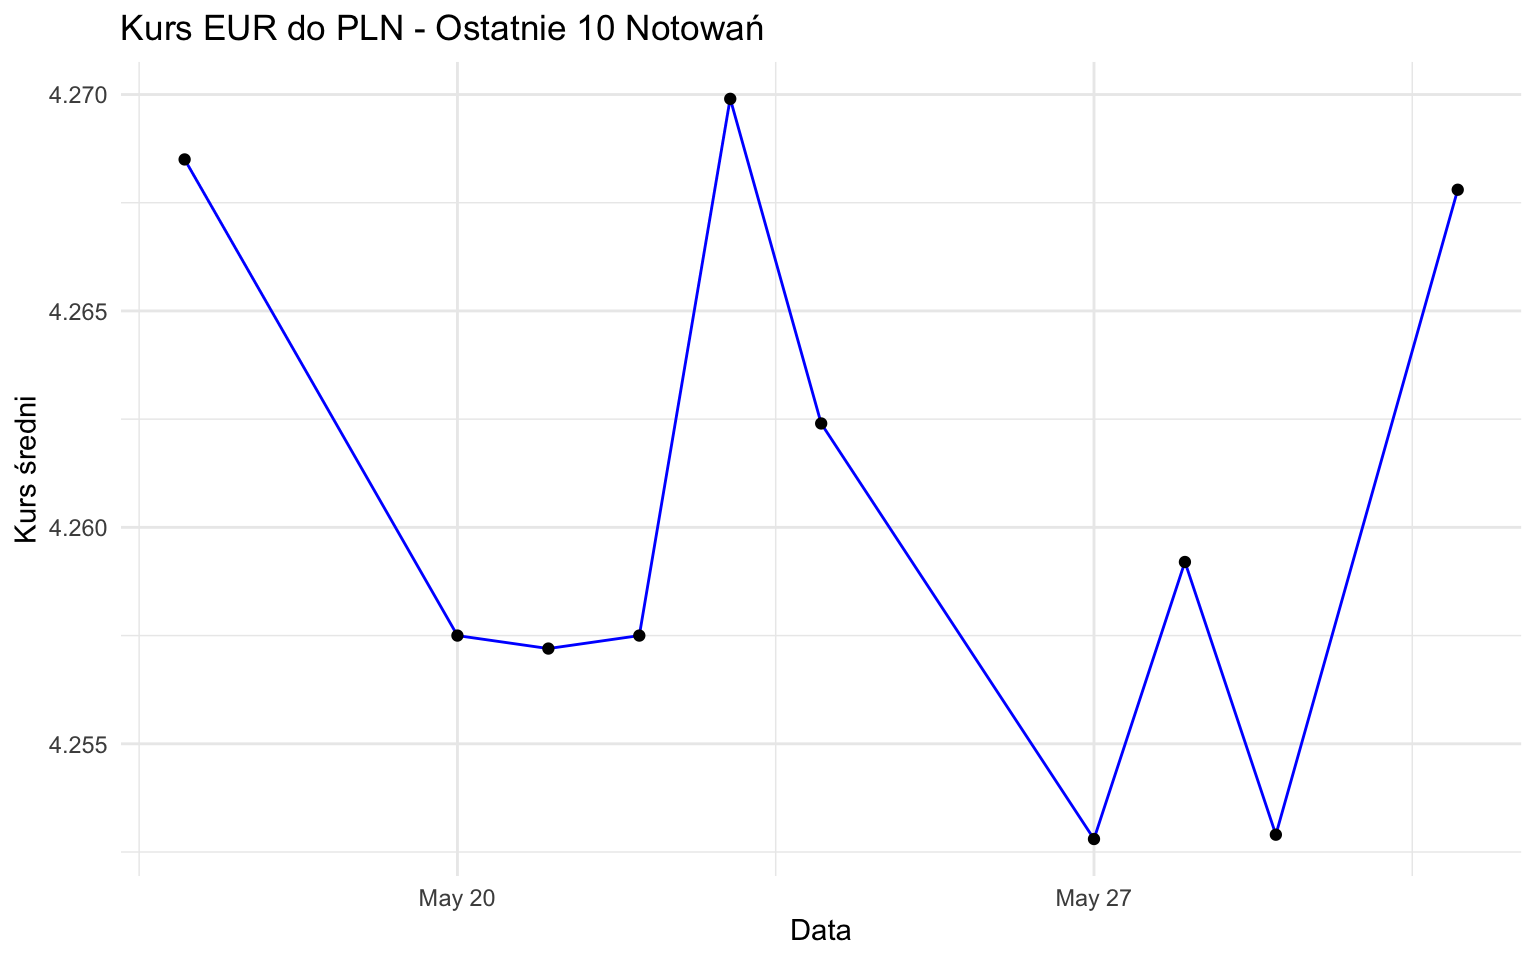 Kurs EUR do PLN - Ostatnie 10 Notowań
4.270
4.265
4.260
4.255
Kurs średni
May 20
May 27
Data